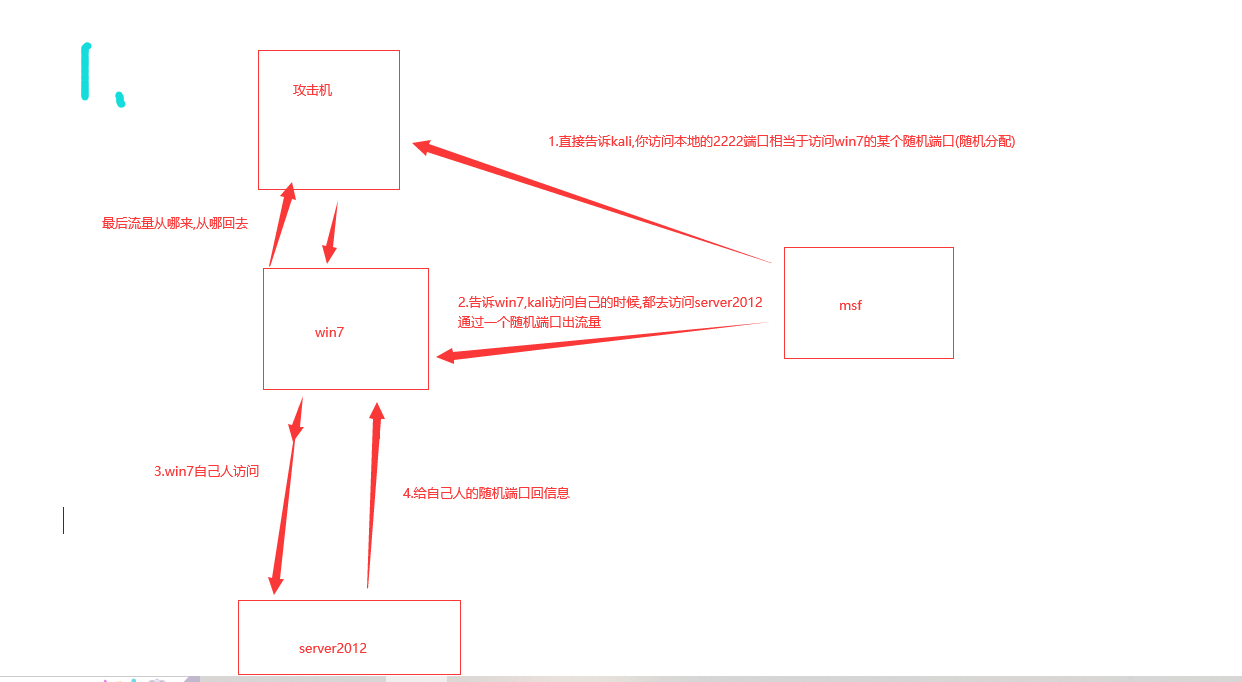 1.
攻击机
1.直接告诉kali,你访问本地的2222端口相当于访问win7的某个随机端口(随机分配)
最后流量从哪来,从哪回去
2.告诉win7,kali访问自己的时候,都去访问server2012
通过一个随机端口出流量
msf
win7
3.win7自己人访问
4.给自己人的随机端口回信息
server2012